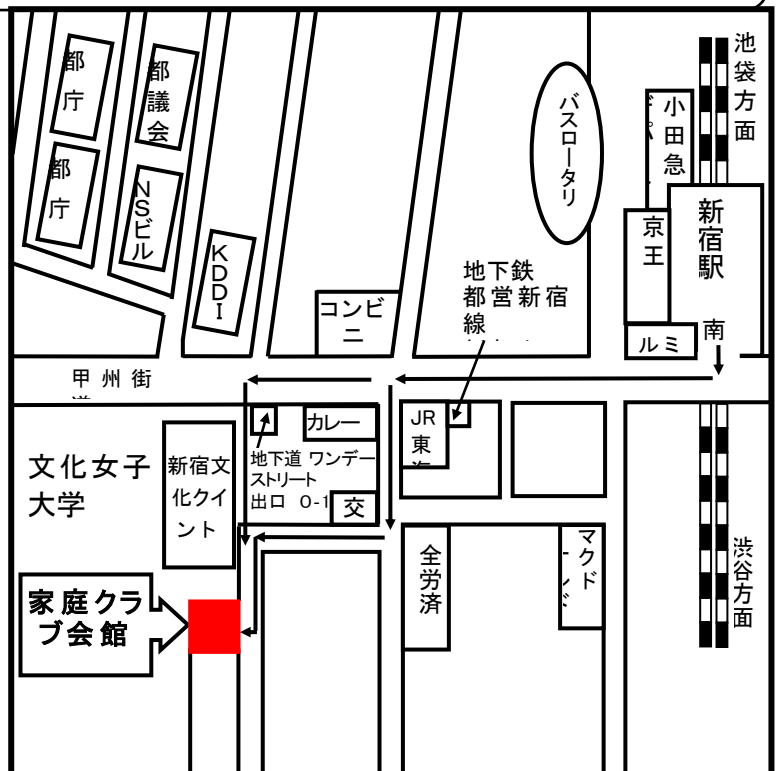 都庁
都議会
都庁
NSビル
KDDI
コンビ
ニ
バスロータリ
池袋方面
小田急
新宿駅
京王
ルミ
南
地下鉄
都営新宿
線
甲州街
カレー
JR
東
地下道 ワンデー
ストリート
出口 0-1
交
文化女子
大学
新宿文
化クイ
ント
全労済
マクド
渋谷方面
家庭クラ
ブ会館